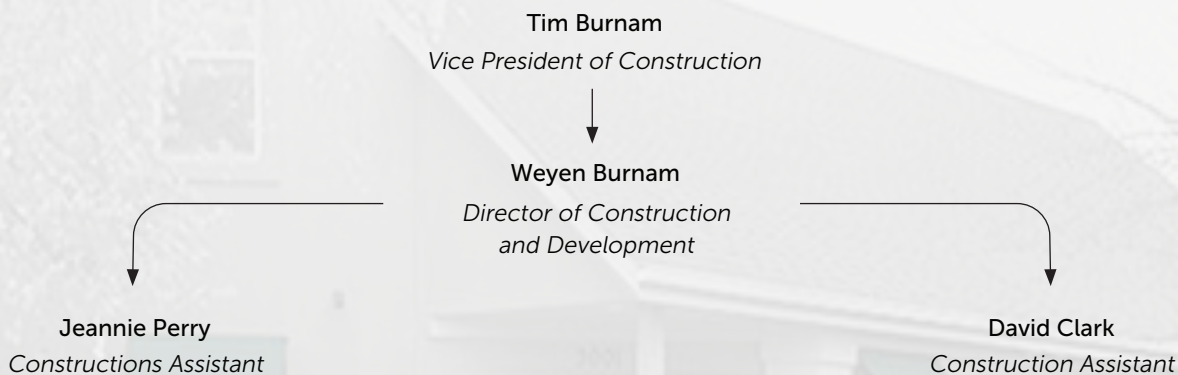 Tim Burnam
Vice President of Construction
Weyen Burnam
Director of Construction
and Development
Jeannie Perry
Constructions Assistant
David Clark
Construction Assistant